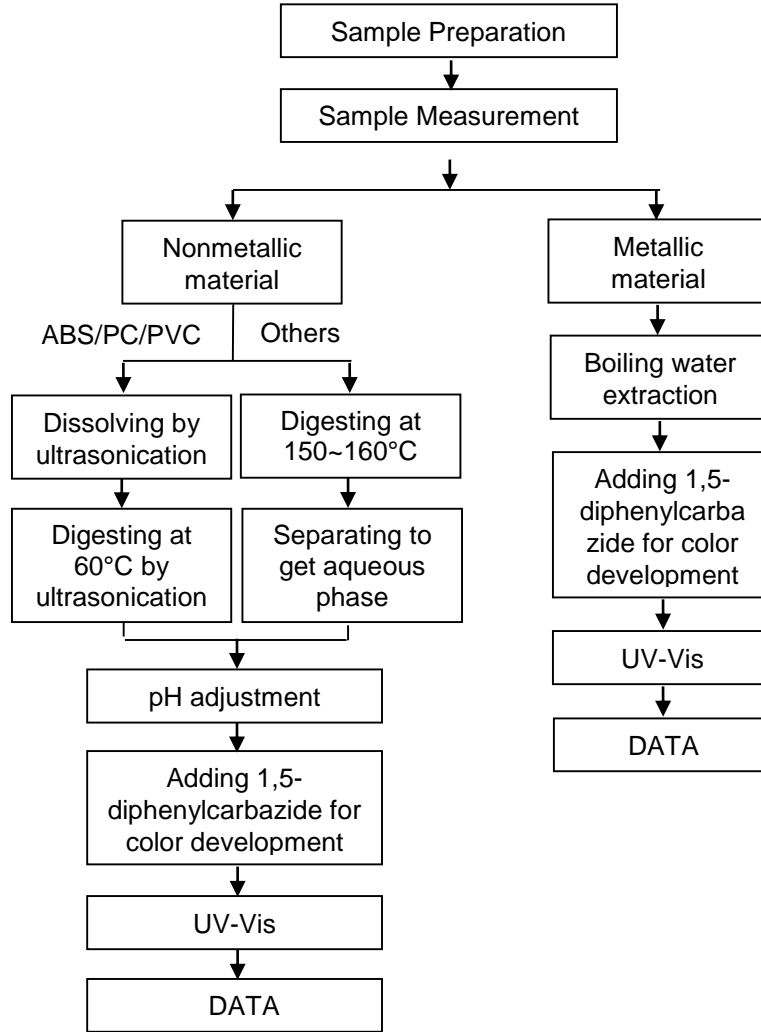 Sample Preparation
Sample Measurement
Nonmetallic
material
ABS/PC/PVC
Others
Dissolving by
ultrasonication
Digesting at
150~160°C
Digesting at
60°C by
ultrasonication
Separating to
get aqueous
phase
pH adjustment
Adding 1,5-
diphenylcarbazide for
color development
UV-Vis
DATA
Metallic
material
Boiling water
extraction
Adding 1,5-
diphenylcarba
zide for color
development
UV-Vis
DATA